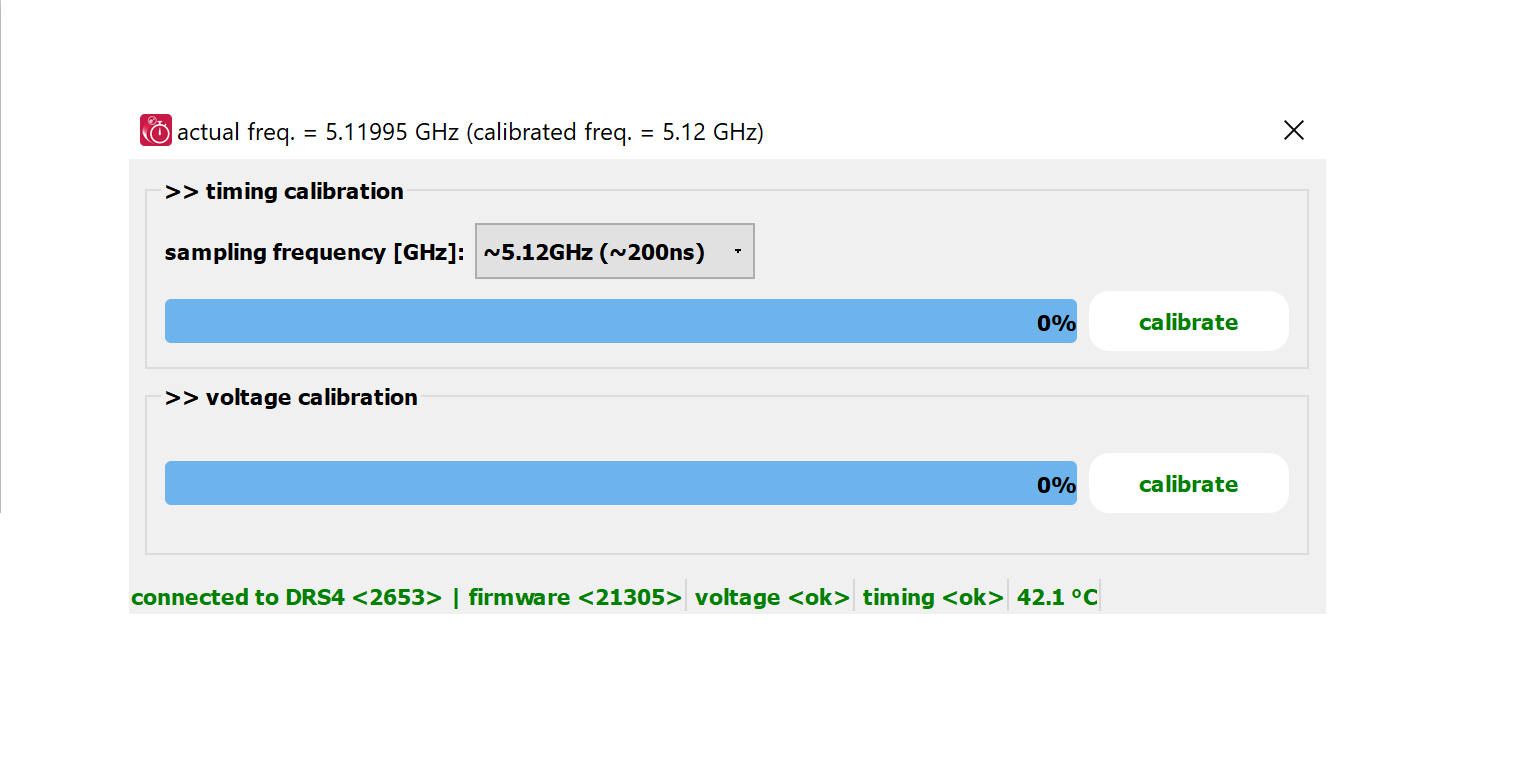 actual freq. = 5.11995 GHz (calibrated freq. = 5.12 GHz)
>> timing calibration
sampling frequency [GHz]: ~5.12GHz (~200ns)
0% calibrate
>> voltage calibration
0% calibrate
connected to DRS4 <2653> | firmware <21305> voltage <ok> timing <ok> 42.1 °C